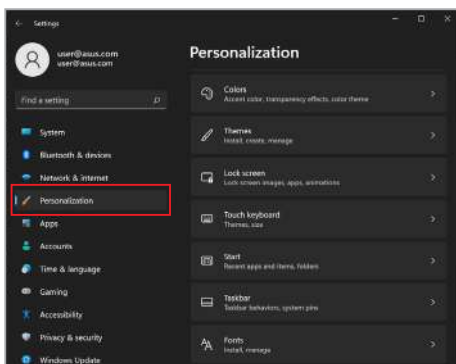 Settings
user@asus.com
user@asus.com
Find a setting
System
Bluetooth & devices
Network & internet
Personalization
Apps
Accounts
Time & language
Gaming
Accessibility
Privacy & security
Windows Update
Personalization
Colors
Accent color, transparency effects, color theme
Themes
Install, create, manage
Lock screen
Lock screen images, apps, animations
Touch keyboard
Themes, size
Start
Recent apps and items, folders
Taskbar
Taskbar behaviors, system pins
Fonts
Install, manage